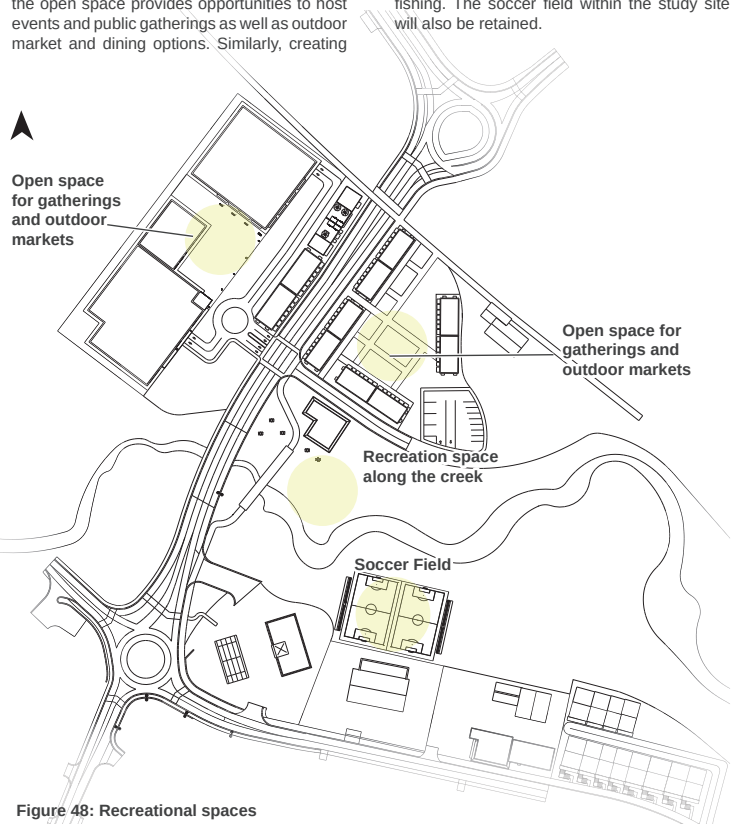 the open space provides opportunities to host
events and public gatherings as well as outdoor
market and dining options. Similarly, creating
fishing. The soccer field within the study site
will also be retained.
Open space
for gatherings
and outdoor
markets
Open space for
gatherings and
outdoor markets
Recreation space
along the creek
Soccer Field
Figure 48: Recreational spaces